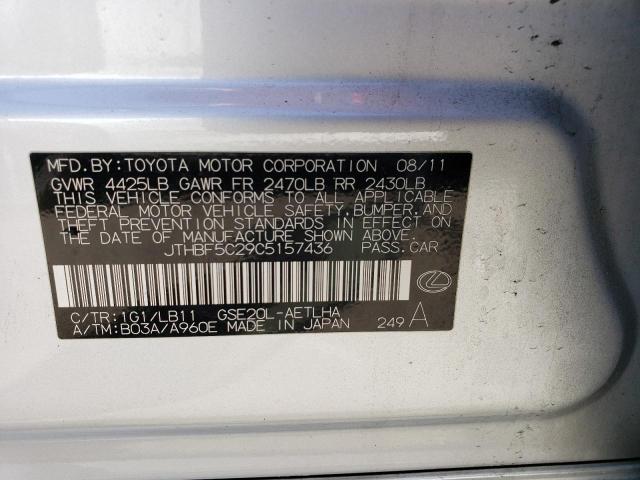 MFD.BY:TOYOTA MOTOR CORPORATION 08/11
GVWR 4425LB GAWR FR 2470LB RR 2430LB
THIS VEHICLE CONFORMS TO ALL APPLICABLE
FEDERAL MOTOR VEHICLE SAFETY,BUMPER,AND
THEFT PREVENTION STANDARDS IN EFFECT ON
THE DATE OF MANUFACTURE SHOWN ABOVE.
JTHBF5C29C5157436 PASS.CAR
C/TR:1G1/LB11 GSE20L-AETLHA
A/TM:B03A/A960E MADE IN JAPAN 249 A